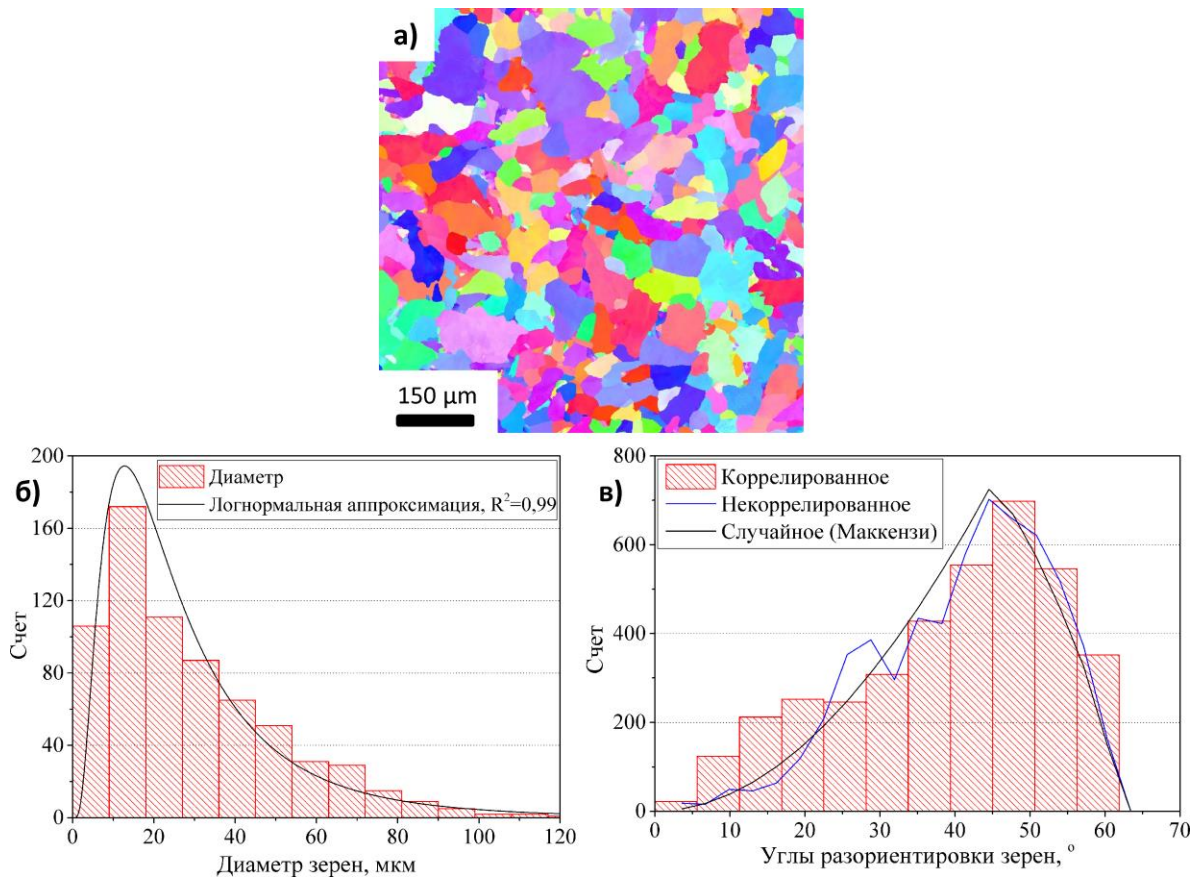 а)
150 µm
б)
200
160
120
80
40
0
Счет
Диаметр
Логнормальная аппроксимация, R²=0,99
0 20 40 60 80 100 120
Диаметр зерен, мкм
в)
800
600
400
200
0
Счет
Коррелированное
Некоррелированное
Случайное (Маккензи)
0 10 20 30 40 50 60 70
Углы разориентировки зерен, °